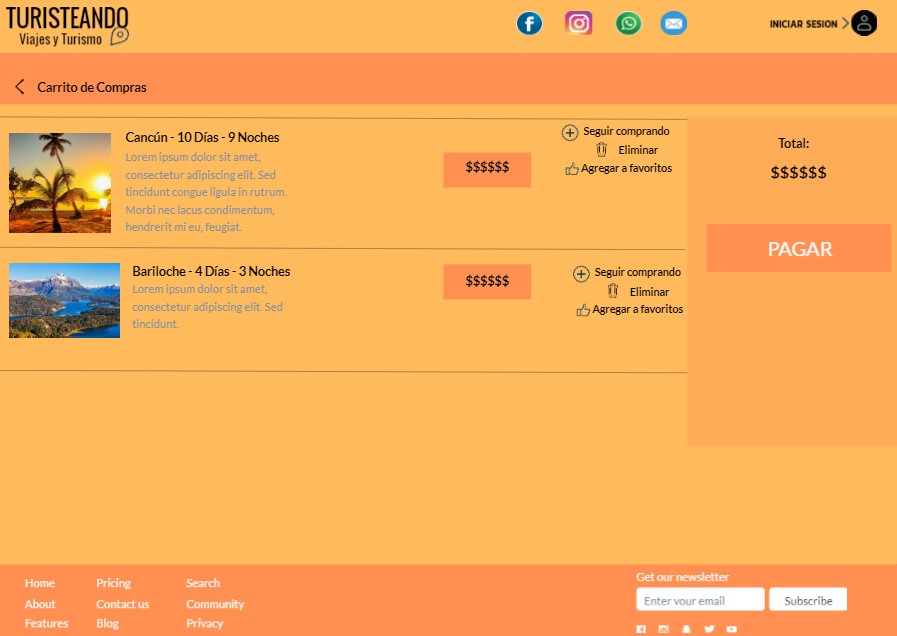 TURISTEANDO
Viajes y Turismo
INICIAR SESION
Carrito de Compras
Cancún - 10 Días - 9 Noches
Lorem ipsum dolor sit amet,
consectetur adipiscing elit. Sed
tincidunt congue ligula in rutrum.
Morbi nec lacus condimentum,
hendrerit mi eu, feugiat.
$$$$$$
Seguir comprando
Eliminar
Agregar a favoritos
Bariloche - 4 Días - 3 Noches
Lorem ipsum dolor sit amet,
consectetur adipiscing elit. Sed
tincidunt.
$$$$$$
Seguir comprando
Eliminar
Agregar a favoritos
Total:
$$$$$$
PAGAR
Home
About
Features
Pricing
Contact us
Blog
Search
Community
Privacy
Get our newsletter
Enter your email
Subscribe